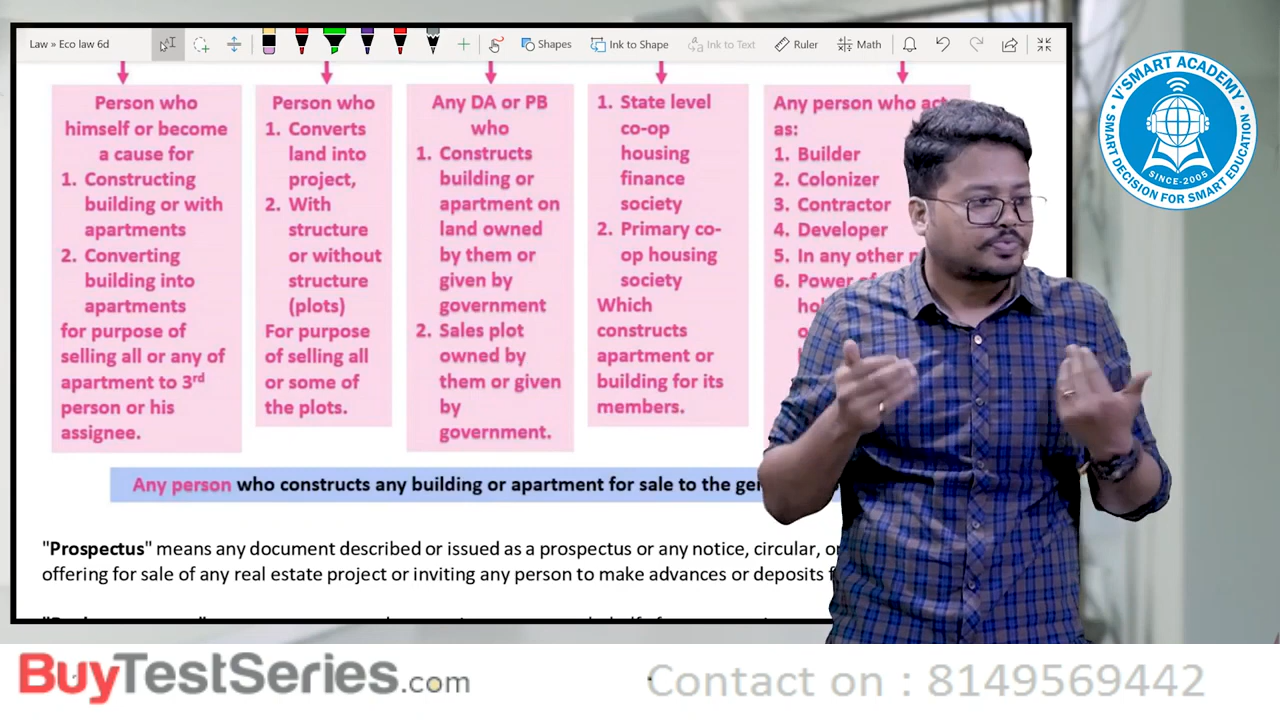 Law » Eco law 6d
Shapes
Ink to Shape
Ink to Text
Ruler
Math
Person who
himself or become
a cause for
1. Constructing
building or with
apartments
2. Converting
building into
apartments
for purpose of
selling all or any of
apartment to 3rd
person or his
assignee.
Person who
1. Converts
land into
project,
2. With
structure
or without
structure
(plots)
For purpose
of selling all
or some of
the plots.
Any DA or PB
who
1. Constructs
building or
apartment on
land owned
by them or
given by
government
2. Sales plot
owned by
them or given
by
government.
1. State level
co-op
housing
finance
society
2. Primary co-
op housing
society
Which
constructs
apartment or
building for its
members.
Any person who act
as:
1. Builder
2. Colonizer
3. Contractor
4. Developer
5. In any other
6. Power of
Any person who constructs any building or apartment for sale to the
"Prospectus" means any document described or issued as a prospectus or any notice, circular,
offering for sale of any real estate project or inviting any person to make advances or deposits
V'SMART ACADEMY
SINCE-2005
SMART DECISION FOR SMART EDUCATION
BuyTestSeries.com
Contact on : 8149569442